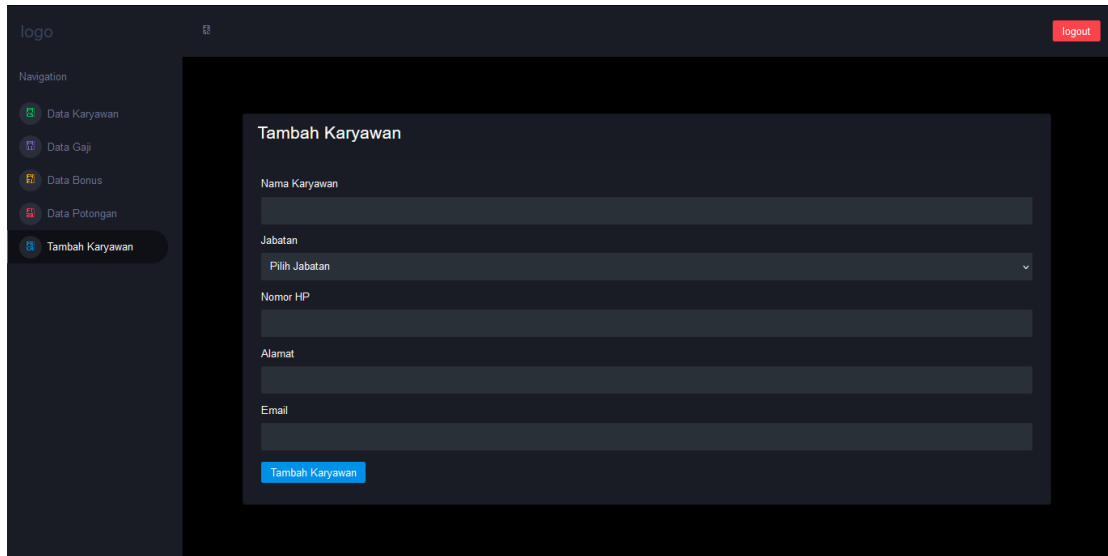 logo
logout
Navigation
Data Karyawan
Data Gaji
Data Bonus
Data Potongan
Tambah Karyawan
Tambah Karyawan
Nama Karyawan
Jabatan
Pilih Jabatan
Nomor HP
Alamat
Email
Tambah Karyawan